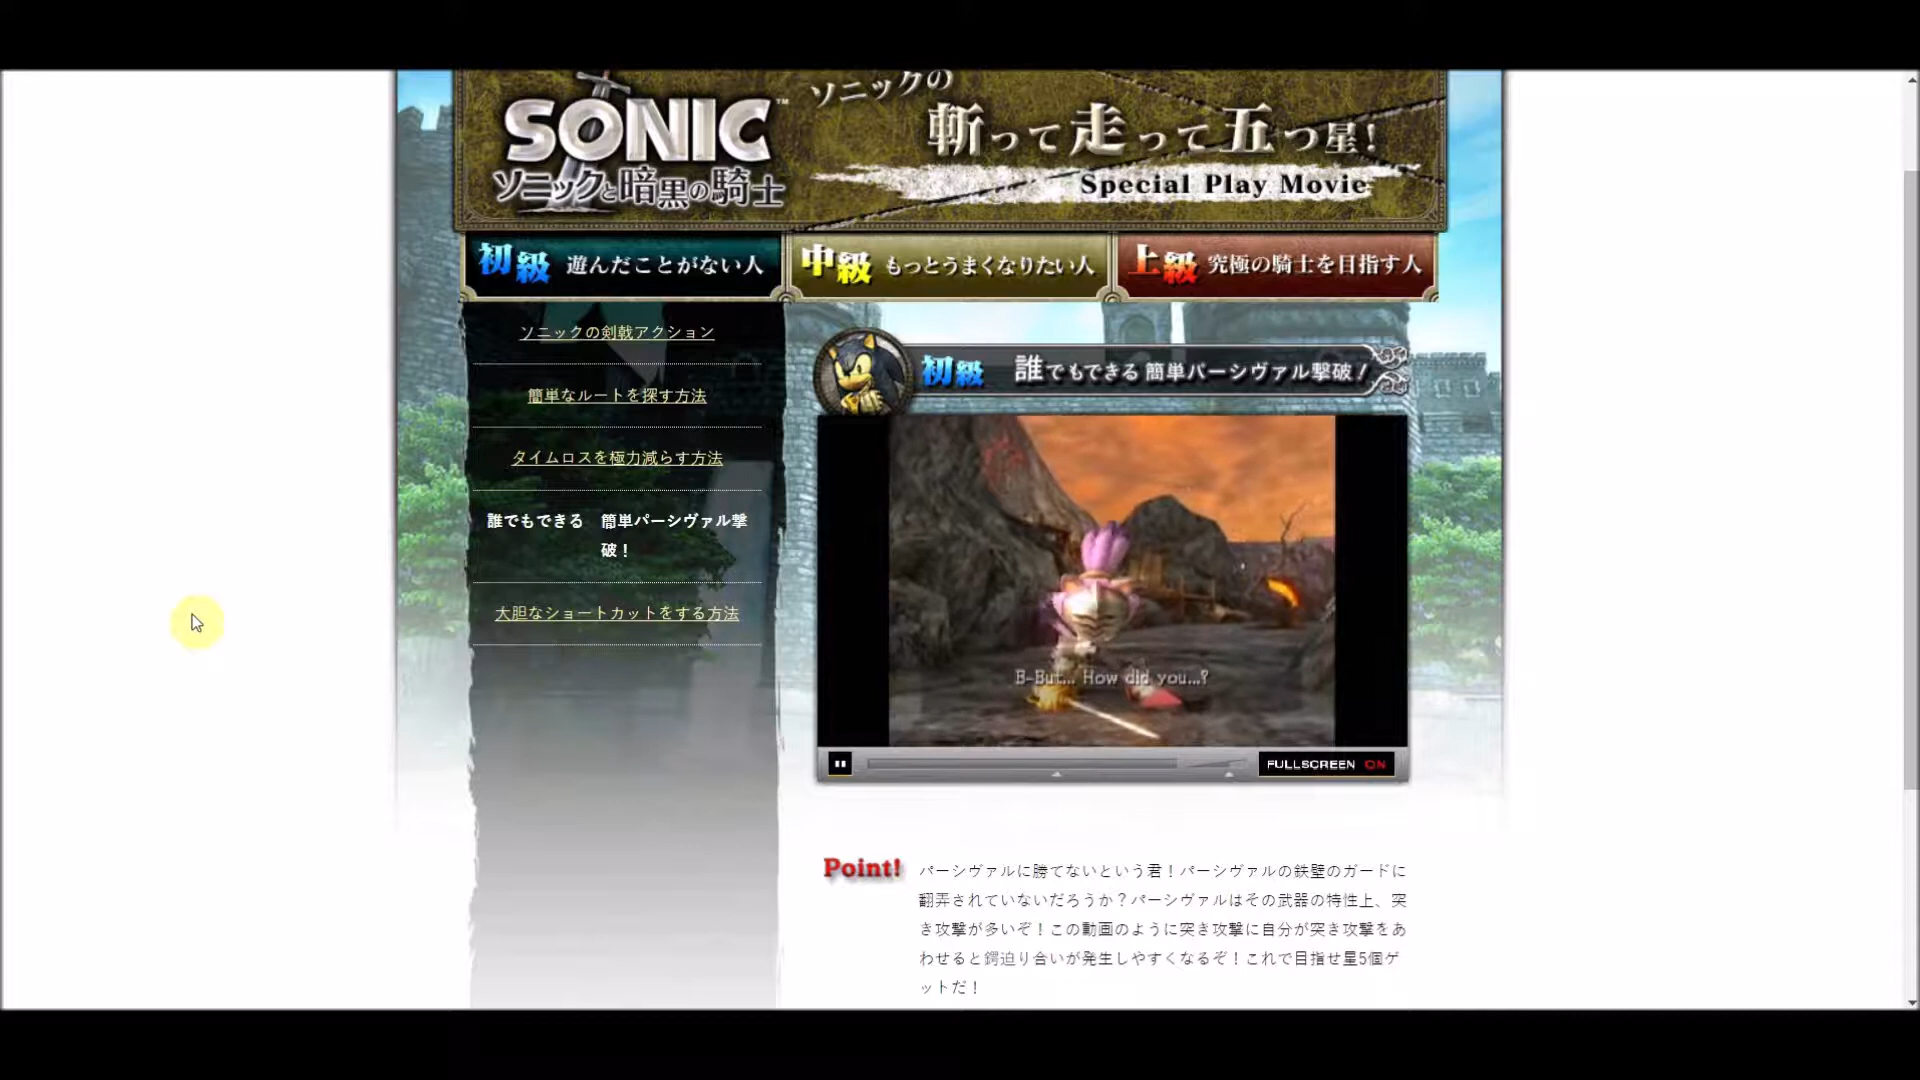 SONIC™
ソニックと暗黒の騎士
ソニックの
斬って走って五つ星!
Special Play Movie
初級 遊んだことがない人
中級 もっとうまくなりたい人
上級 究極の騎士を目指す人
ソニックの剣戟アクション
簡単なルートを探す方法
タイムロスを極力減らす方法
誰でもできる 簡単パーシヴァル撃
破！
大胆なショートカットをする方法
初級 誰でもできる 簡単パーシヴァル撃破！
B-But... How did you...?
FULLSCREEN ON
Point!
パーシヴァルに勝てないという君！パーシヴァルの鉄壁のガードに
翻弄されていないだろうか？パーシヴァルはその武器の特性上、突
き攻撃が多いぞ！この動画のように突き攻撃に自分が突き攻撃をあ
わせると鍔迫り合いが発生しやすくなるぞ！これで目指せ星5個ゲ
ットだ！